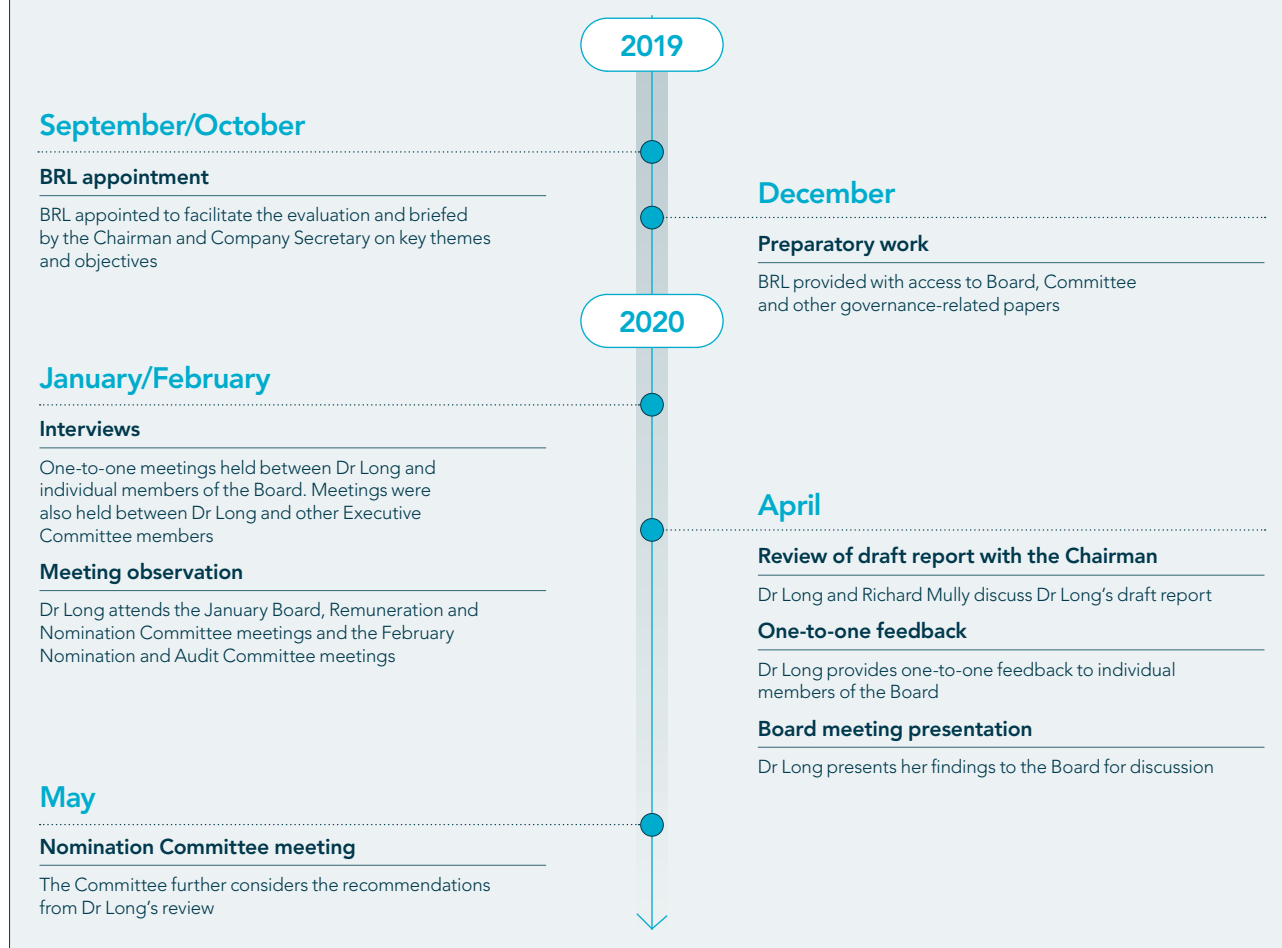 2019
September/October
BRL appointment
BRL appointed to facilitate the evaluation and briefed
by the Chairman and Company Secretary on key themes
and objectives
December
Preparatory work
BRL provided with access to Board, Committee
and other governance-related papers
2020
January/February
Interviews
One-to-one meetings held between Dr Long and
individual members of the Board. Meetings were
also held between Dr Long and other Executive
Committee members
Meeting observation
Dr Long attends the January Board, Remuneration and
Nomination Committee meetings and the February
Nomination and Audit Committee meetings
April
Review of draft report with the Chairman
Dr Long and Richard Mully discuss Dr Long's draft report
One-to-one feedback
Dr Long provides one-to-one feedback to individual
members of the Board
Board meeting presentation
Dr Long presents her findings to the Board for discussion
May
Nomination Committee meeting
The Committee further considers the recommendations
from Dr Long's review